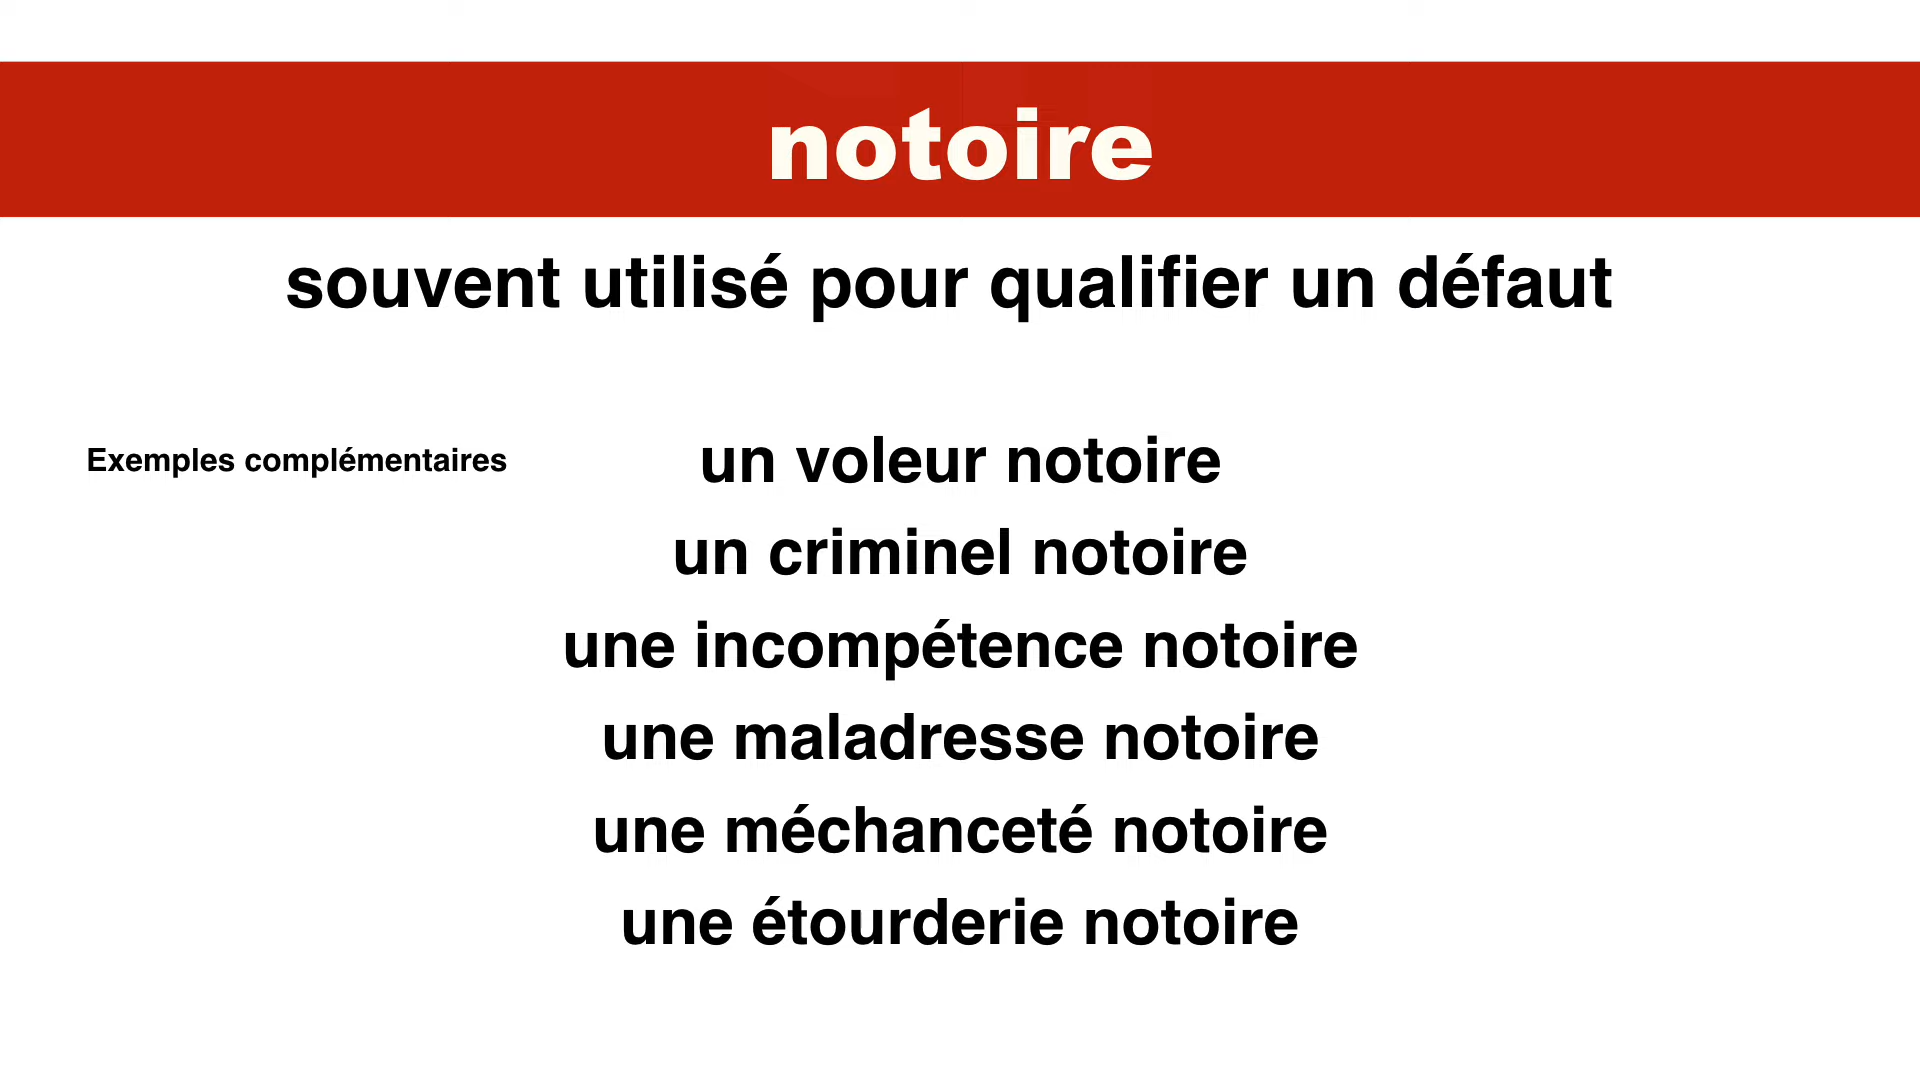 notoire
souvent utilisé pour qualifier un défaut
Exemples complémentaires
un voleur notoire
un criminel notoire
une incompétence notoire
une maladresse notoire
une méchanceté notoire
une étourderie notoire